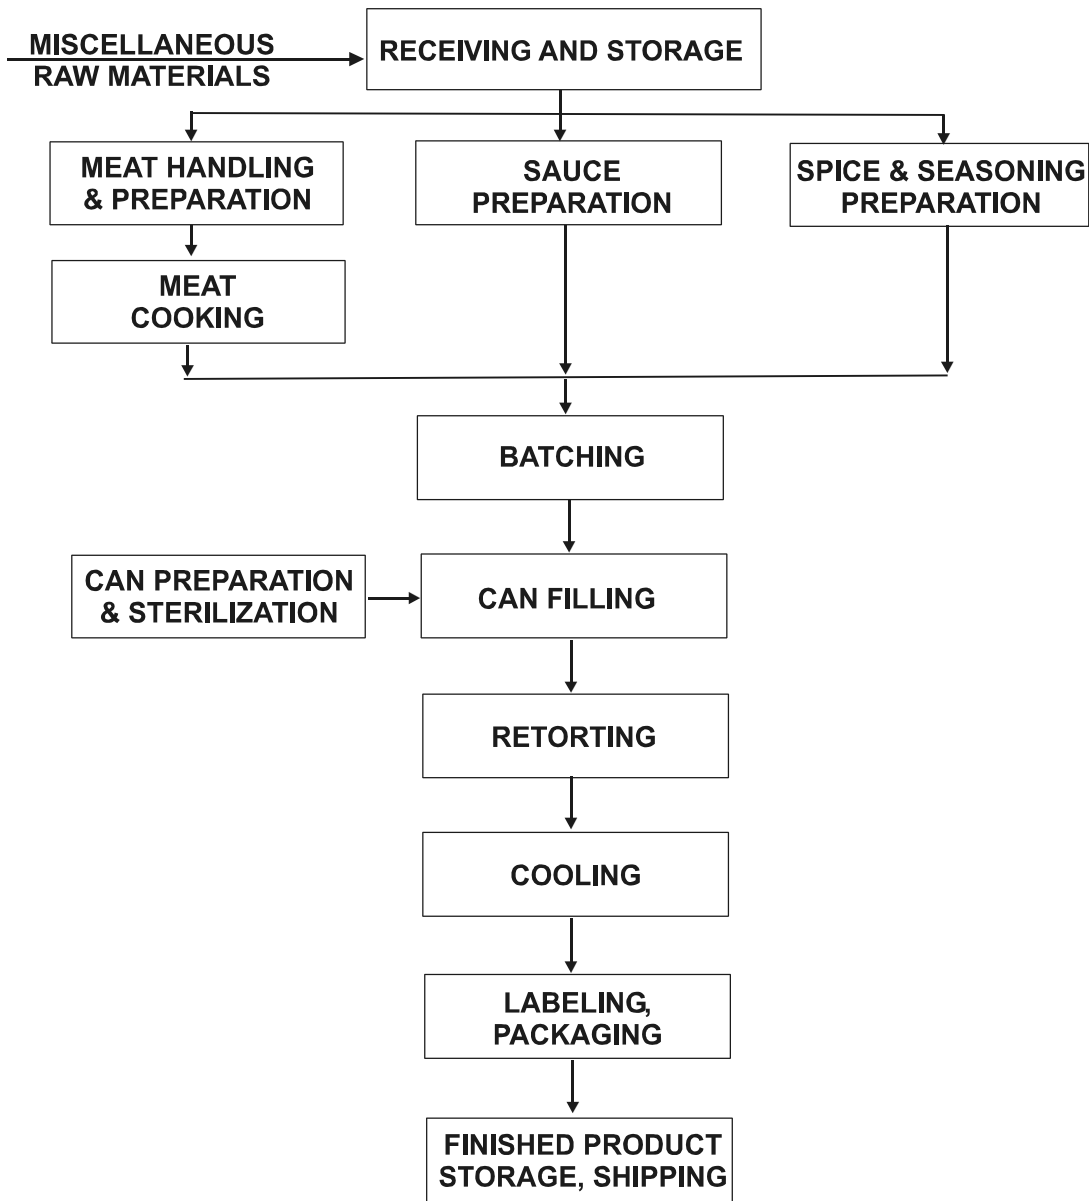 MISCELLANEOUS
RAW MATERIALS
RECEIVING AND STORAGE
MEAT HANDLING
& PREPARATION
SAUCE
PREPARATION
SPICE & SEASONING
PREPARATION
MEAT
COOKING
BATCHING
CAN PREPARATION
& STERILIZATION
CAN FILLING
RETORTING
COOLING
LABELING,
PACKAGING
FINISHED PRODUCT
STORAGE, SHIPPING